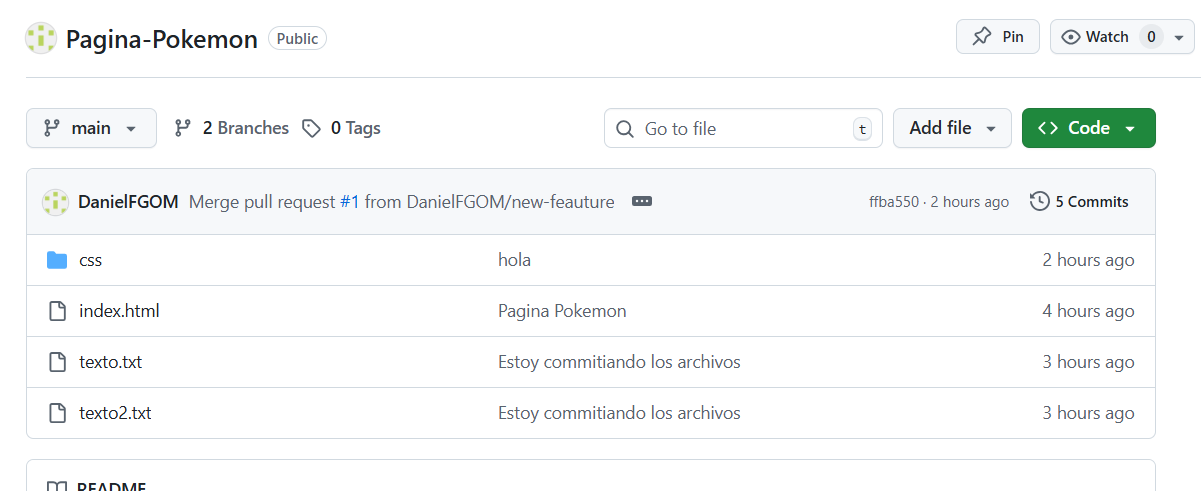 Pagina-Pokemon Public Pin Watch 0
main 2 Branches 0 Tags Go to file t Add file Code
DanielFGOM Merge pull request #1 from DanielFGOM/new-feauture ffba550 · 2 hours ago 5 Commits
css hola 2 hours ago
index.html Pagina Pokemon 4 hours ago
texto.txt Estoy commitiando los archivos 3 hours ago
texto2.txt Estoy commitiando los archivos 3 hours ago
README